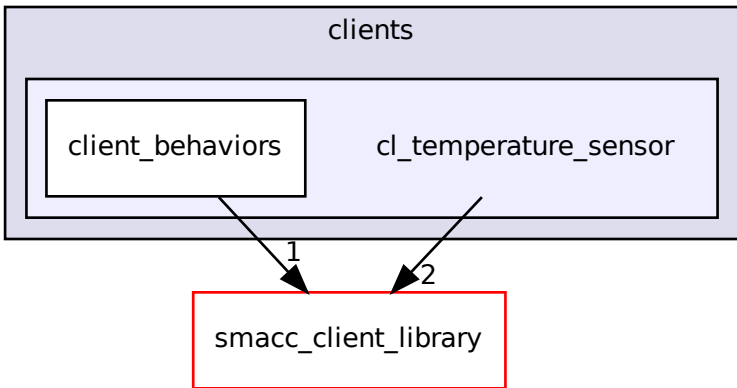 clients
client_behaviors
cl_temperature_sensor
1
2
smacc_client_library